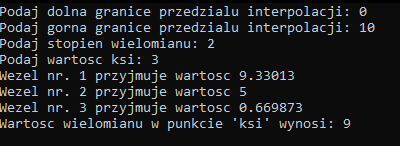 Podaj dolna granice przedzialu interpolacji: 0
Podaj gorna granice przedzialu interpolacji: 10
Podaj stopien wielomianu: 2
Podaj wartosc ksi: 3
Wezel nr. 1 przyjmuje wartosc 9.33013
Wezel nr. 2 przyjmuje wartosc 5
Wezel nr. 3 przyjmuje wartosc 0.669873
Wartosc wielomianu w punkcie 'ksi' wynosi: 9